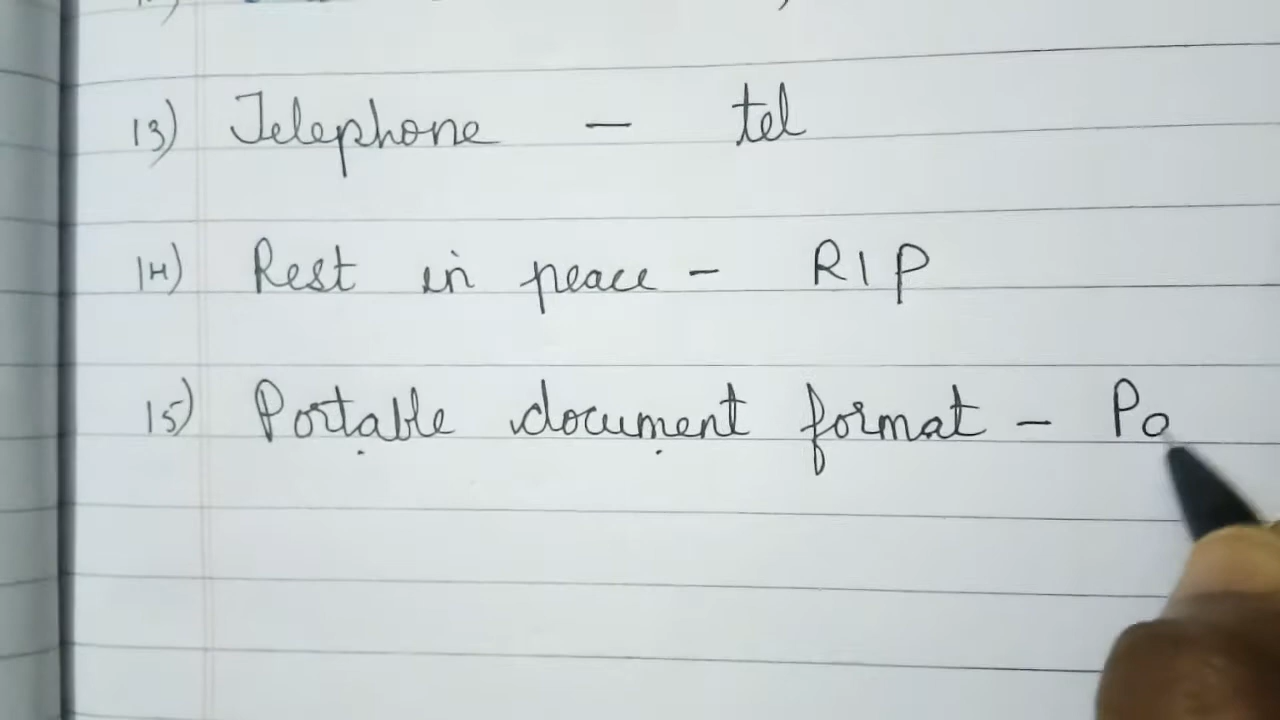 13) Telephone - tel
14) Rest in peace - RIP
15) Portable document format - Po